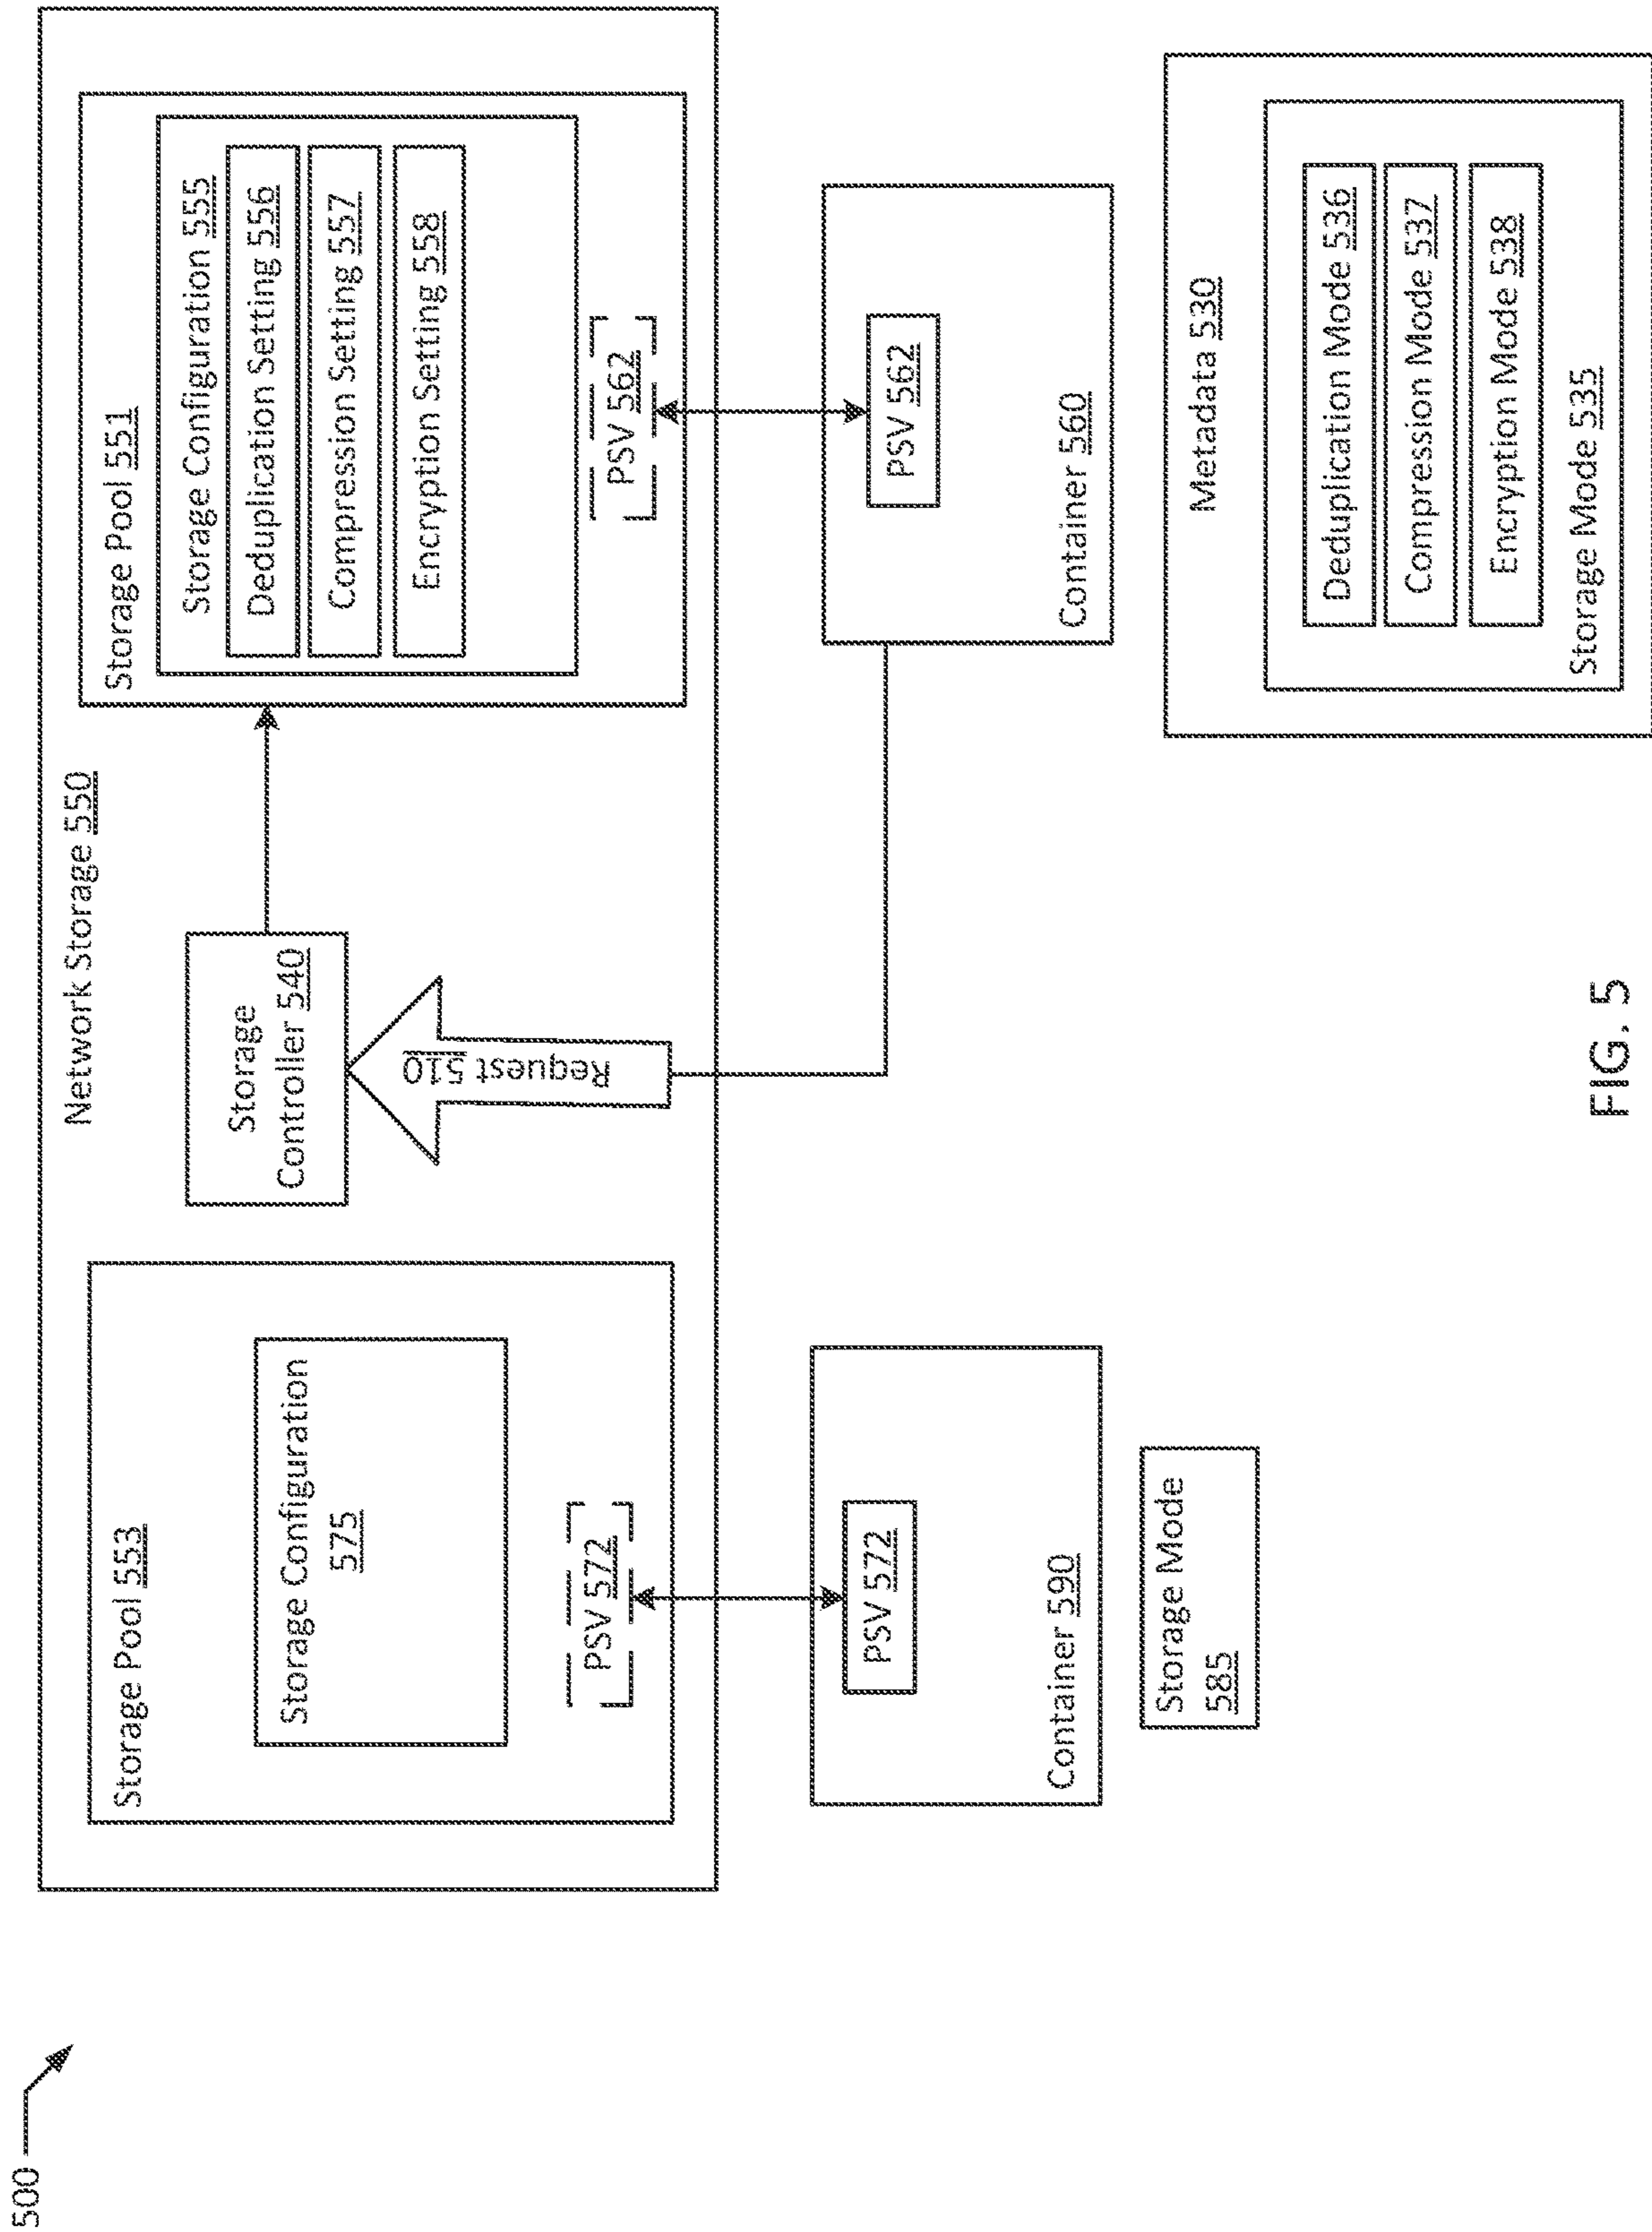 500
Network Storage 550
Storage Pool 553
Storage Configuration
575
PSV 572
Storage
Controller 540
Request 510
Storage Pool 551
Storage Configuration 555
Deduplication Setting 556
Compression Setting 557
Encryption Setting 558
PSV 562
PSV 572
Container 590
Storage Mode
585
PSV 562
Container 560
Metadata 530
Deduplication Mode 536
Compression Mode 537
Encryption Mode 538
Storage Mode 535
FIG. 5